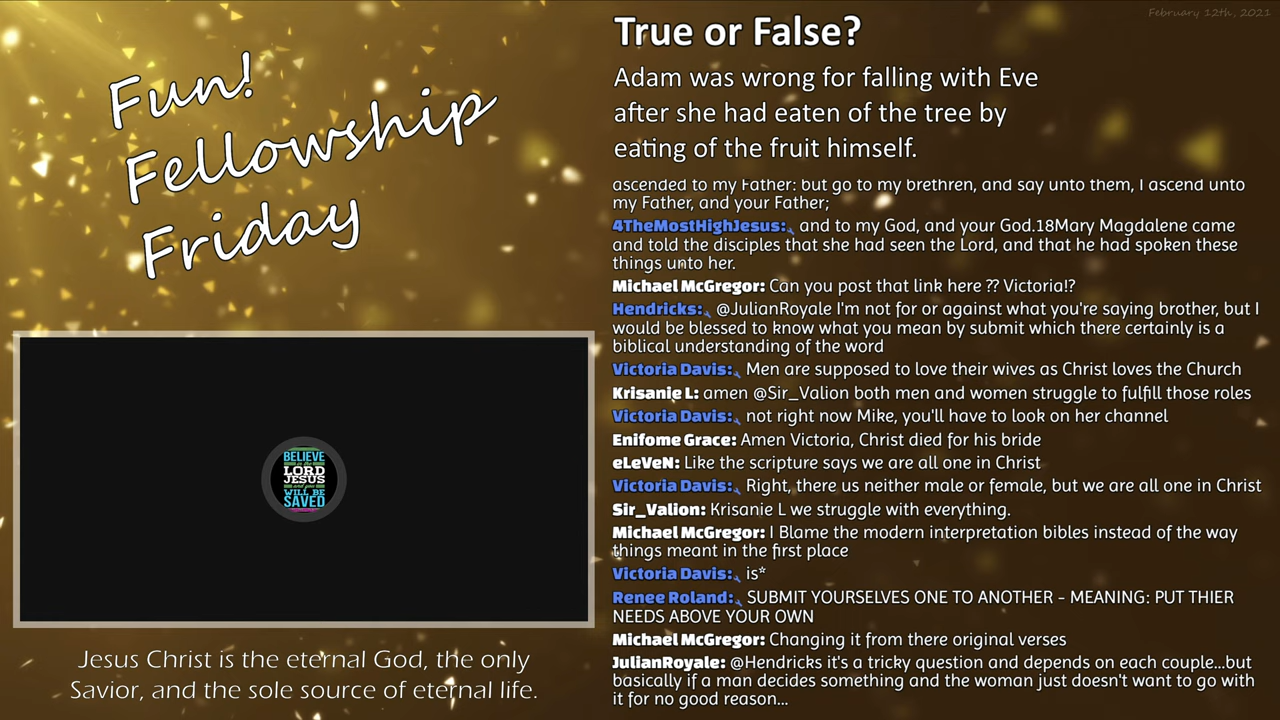 February 12th, 2021
Fun!
Fellowship
Friday
True or False?
Adam was wrong for falling with Eve
after she had eaten of the tree by
eating of the fruit himself.
ascended to my Father: but go to my brethren, and say unto them, I ascend unto
my Father, and your Father;
4TheMostHighJesus: and to my God, and your God.18Mary Magdalene came
and told the disciples that she had seen the Lord, and that he had spoken these
things unto her.
Michael McGregor: Can you post that link here ?? Victoria!?
Hendricks: @JulianRoyale I'm not for or against what you're saying brother, but I
would be blessed to know what you mean by submit which there certainly is a
biblical understanding of the word
Victoria Davis: Men are supposed to love their wives as Christ loves the Church
Krisanie L: amen @Sir_Valion both men and women struggle to fulfill those roles
Victoria Davis: not right now Mike, you'll have to look on her channel
Enifome Grace: Amen Victoria, Christ died for his bride
eLeVeN: Like the scripture says we are all one in Christ
Victoria Davis: Right, there us neither male or female, but we are all one in Christ
Sir_Valion: Krisanie L we struggle with everything.
Michael McGregor: I Blame the modern interpretation bibles instead of the way
things meant in the first place
Victoria Davis: is*
Renee Roland: SUBMIT YOURSELVES ONE TO ANOTHER - MEANING: PUT THIER
NEEDS ABOVE YOUR OWN
Michael McGregor: Changing it from there original verses
JulianRoyale: @Hendricks it's a tricky question and depends on each couple...but
basically if a man decides something and the woman just doesn't want to go with
it for no good reason...
BELIEVE
LORD
JESUS
WILL BE
SAVED
Jesus Christ is the eternal God, the only
Savior, and the sole source of eternal life.